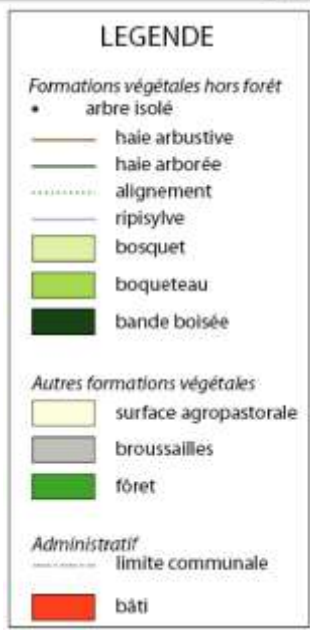 LEGENDE
Formations végétales hors forêt
arbre isolé
haie arbustive
haie arborée
alignement
ripisylve
bosquet
boqueteau
bande boisée
Autres formations végétales
surface agropastorale
broussailles
fôret
Administratif
limite communale
bâti